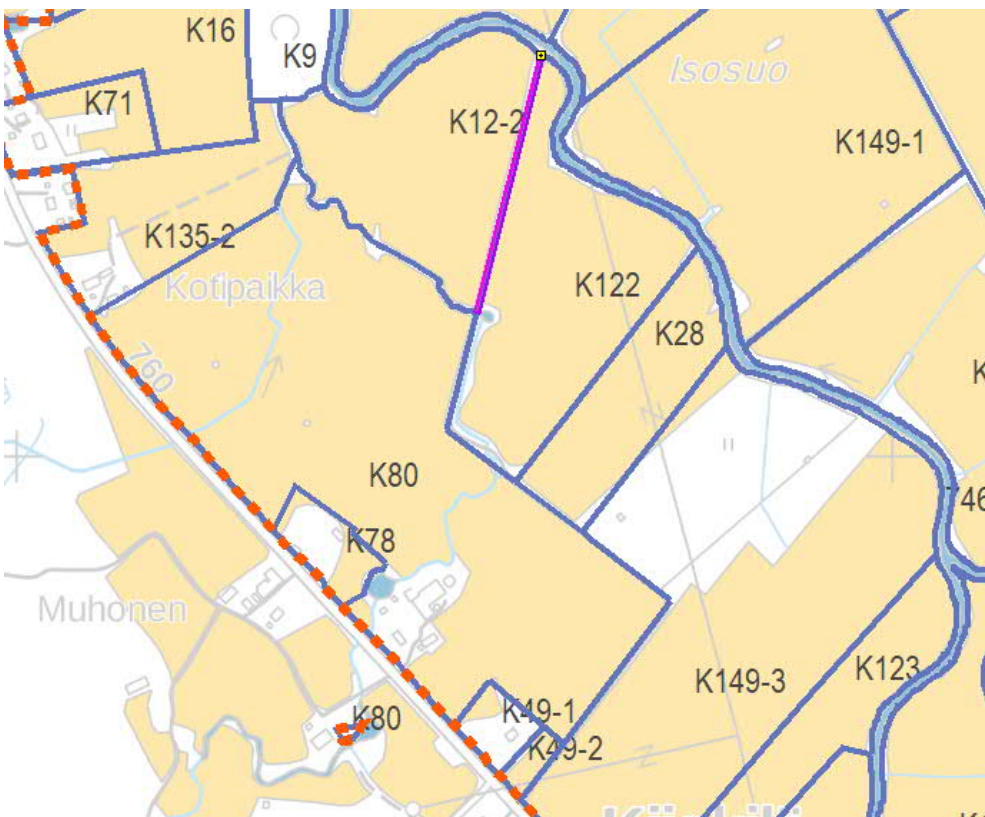 K16
K9
Isosuo
K71
K12-2
K149-1
K135-2
Kotipaikka
K122
K28
760
K80
K78
Muhonen
K149-3
K123
K49-1
K80
K49-2